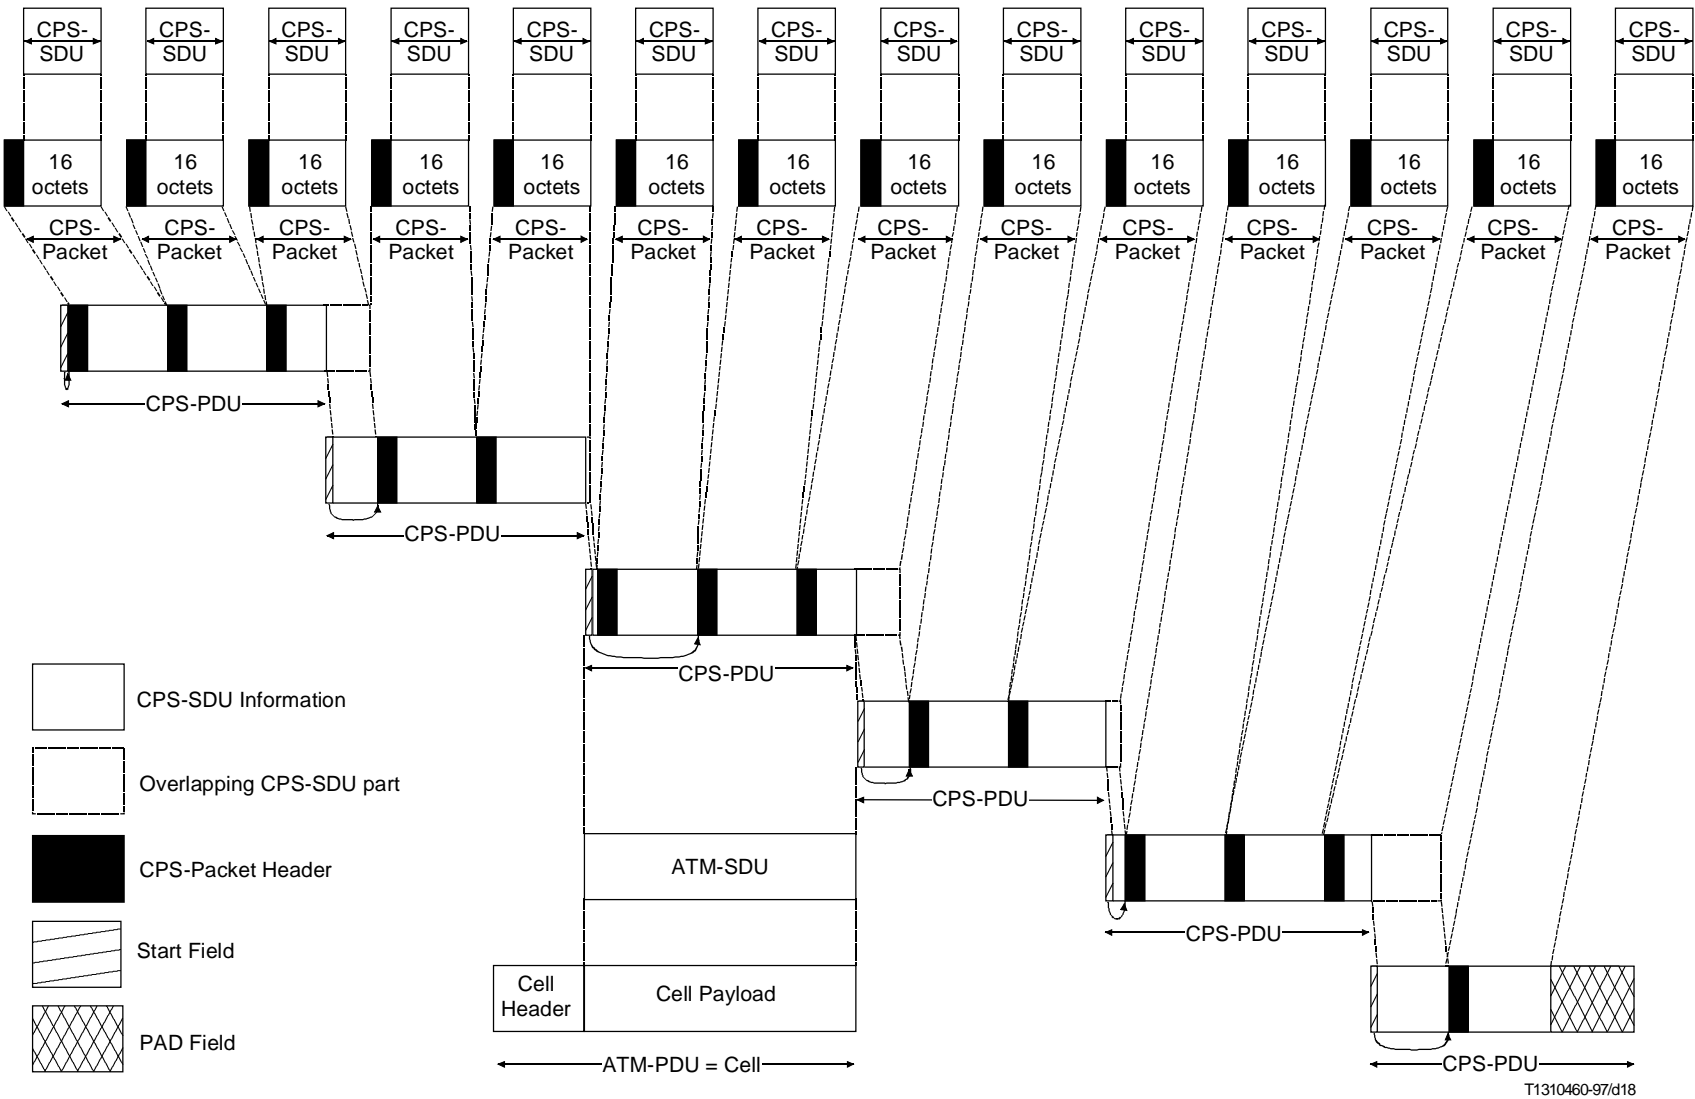 CPS-
SDU
CPS-
SDU
CPS-
SDU
CPS-
SDU
CPS-
SDU
CPS-
SDU
CPS-
SDU
CPS-
SDU
CPS-
SDU
CPS-
SDU
CPS-
SDU
CPS-
SDU
CPS-
SDU
CPS-
SDU
16
octets
16
octets
16
octets
16
octets
16
octets
16
octets
16
octets
16
octets
16
octets
16
octets
16
octets
16
octets
16
octets
16
octets
CPS-
Packet
CPS-
Packet
CPS-
Packet
CPS-
Packet
CPS-
Packet
CPS-
Packet
CPS-
Packet
CPS-
Packet
CPS-
Packet
CPS-
Packet
CPS-
Packet
CPS-
Packet
CPS-
Packet
CPS-
Packet
CPS-PDU
CPS-PDU
CPS-PDU
CPS-PDU
CPS-PDU
CPS-PDU
CPS-SDU Information
Overlapping CPS-SDU part
CPS-Packet Header
Start Field
PAD Field
ATM-SDU
Cell
Header
Cell Payload
ATM-PDU = Cell
T1310460-97/d18